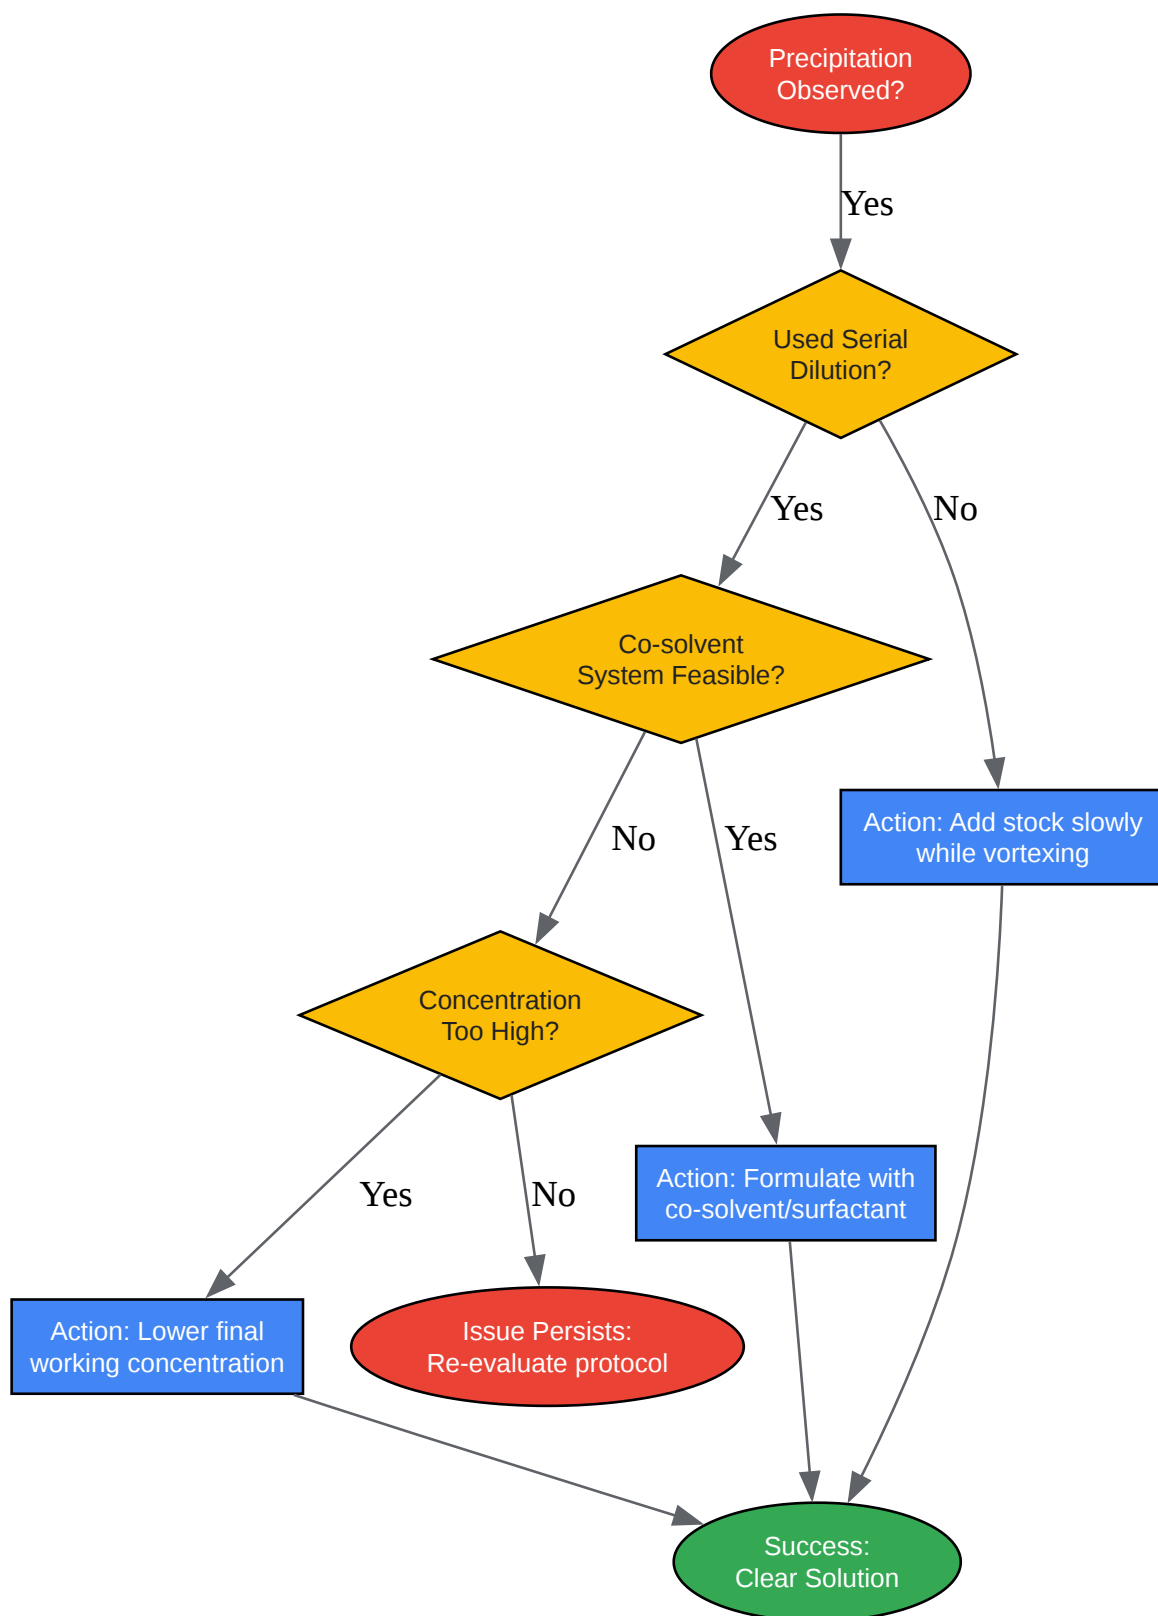 Precipitation
Observed?
Yes
Used Serial
Dilution?
Yes
No
Co-solvent
System Feasible?
No
Yes
Action: Add stock slowly
while vortexing
Concentration
Too High?
Yes
No
Action: Formulate with
co-solvent/surfactant
Action: Lower final
working concentration
Issue Persists:
Re-evaluate protocol
Success:
Clear Solution